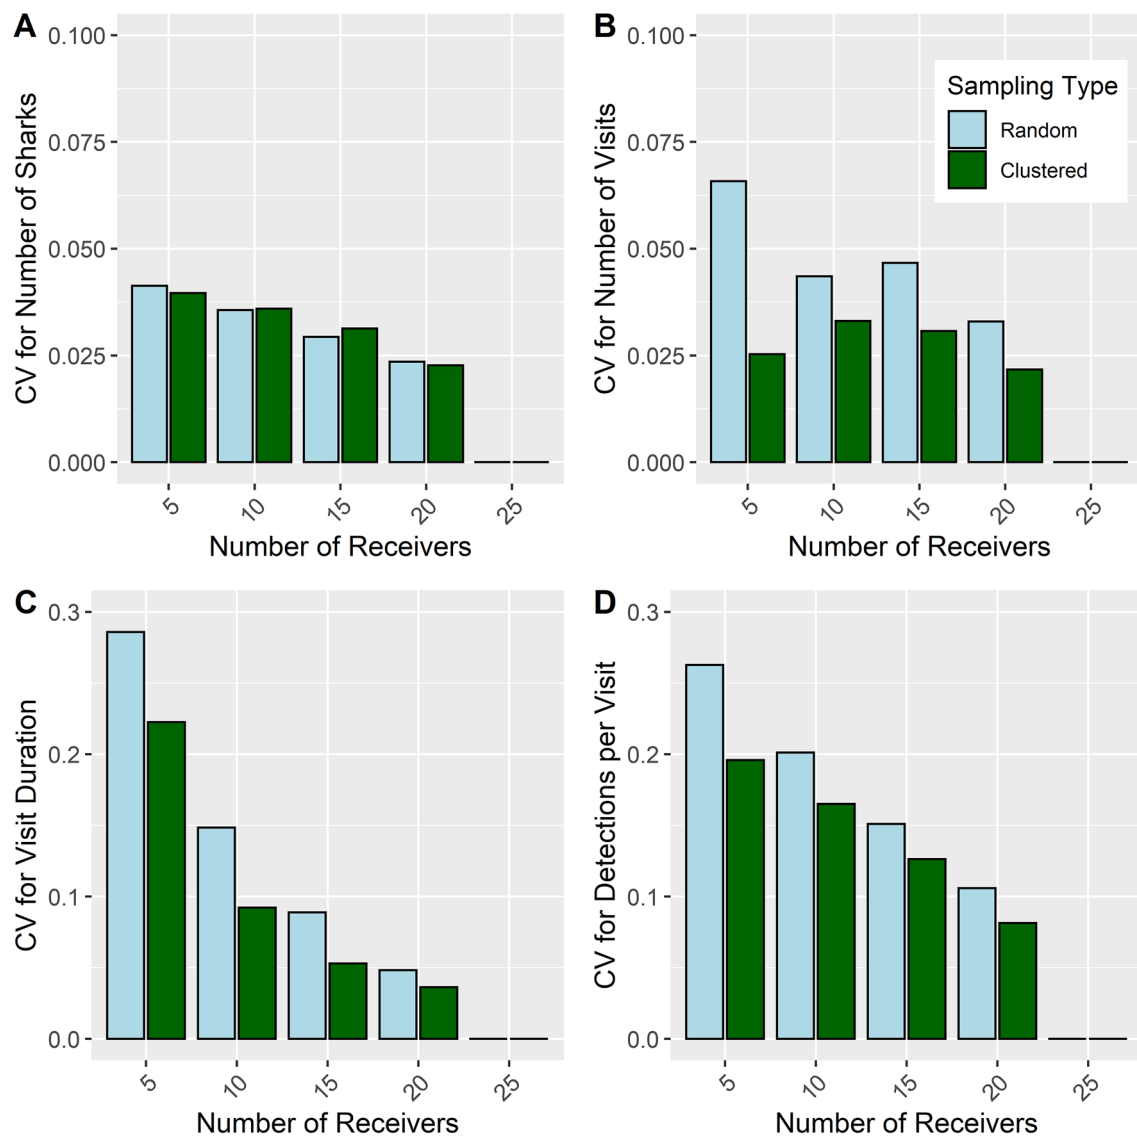 A
CV for Number of Sharks
0.100
0.075
0.050
0.025
0.000
5
10
15
20
25
Number of Receivers
B
CV for Number of Visits
0.100
0.075
0.050
0.025
0.000
Sampling Type
Random
Clustered
5
10
15
20
25
Number of Receivers
C
CV for Visit Duration
0.3
0.2
0.1
0.0
5
10
15
20
25
Number of Receivers
D
CV for Detections per Visit
0.3
0.2
0.1
0.0
5
10
15
20
25
Number of Receivers